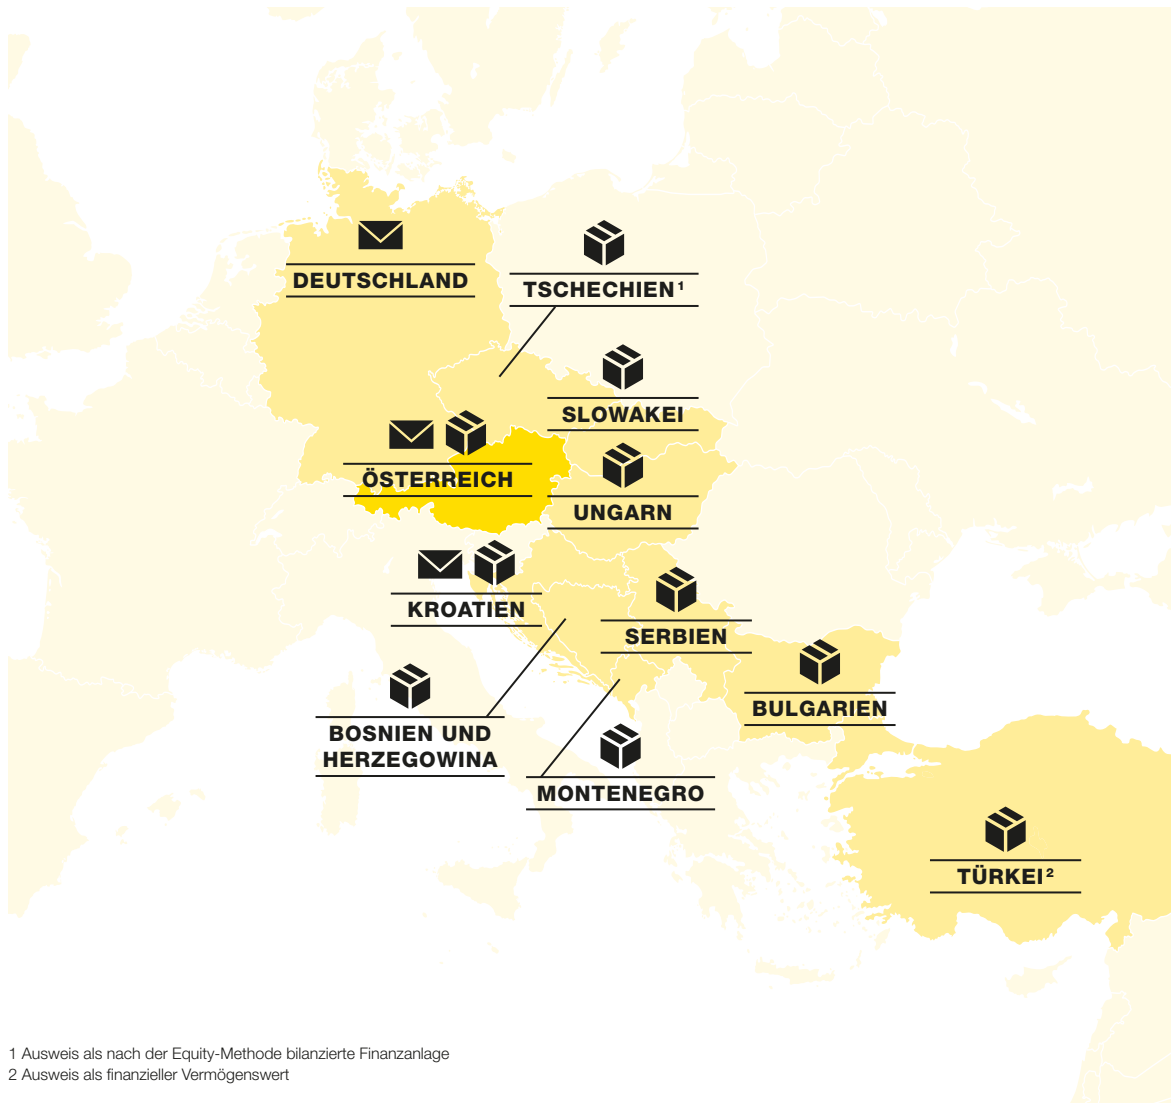 DEUTSCHLAND
TSCHECHIEN¹
SLOWAKEI
ÖSTERREICH
UNGARN
KROATIEN
SERBIEN
BULGARIEN
BOSNIEN UND
HERZEGOWINA
MONTENEGRO
TÜRKEI²
1 Ausweis als nach der Equity-Methode bilanzierte Finanzanlage
2 Ausweis als finanzieller Vermögenswert